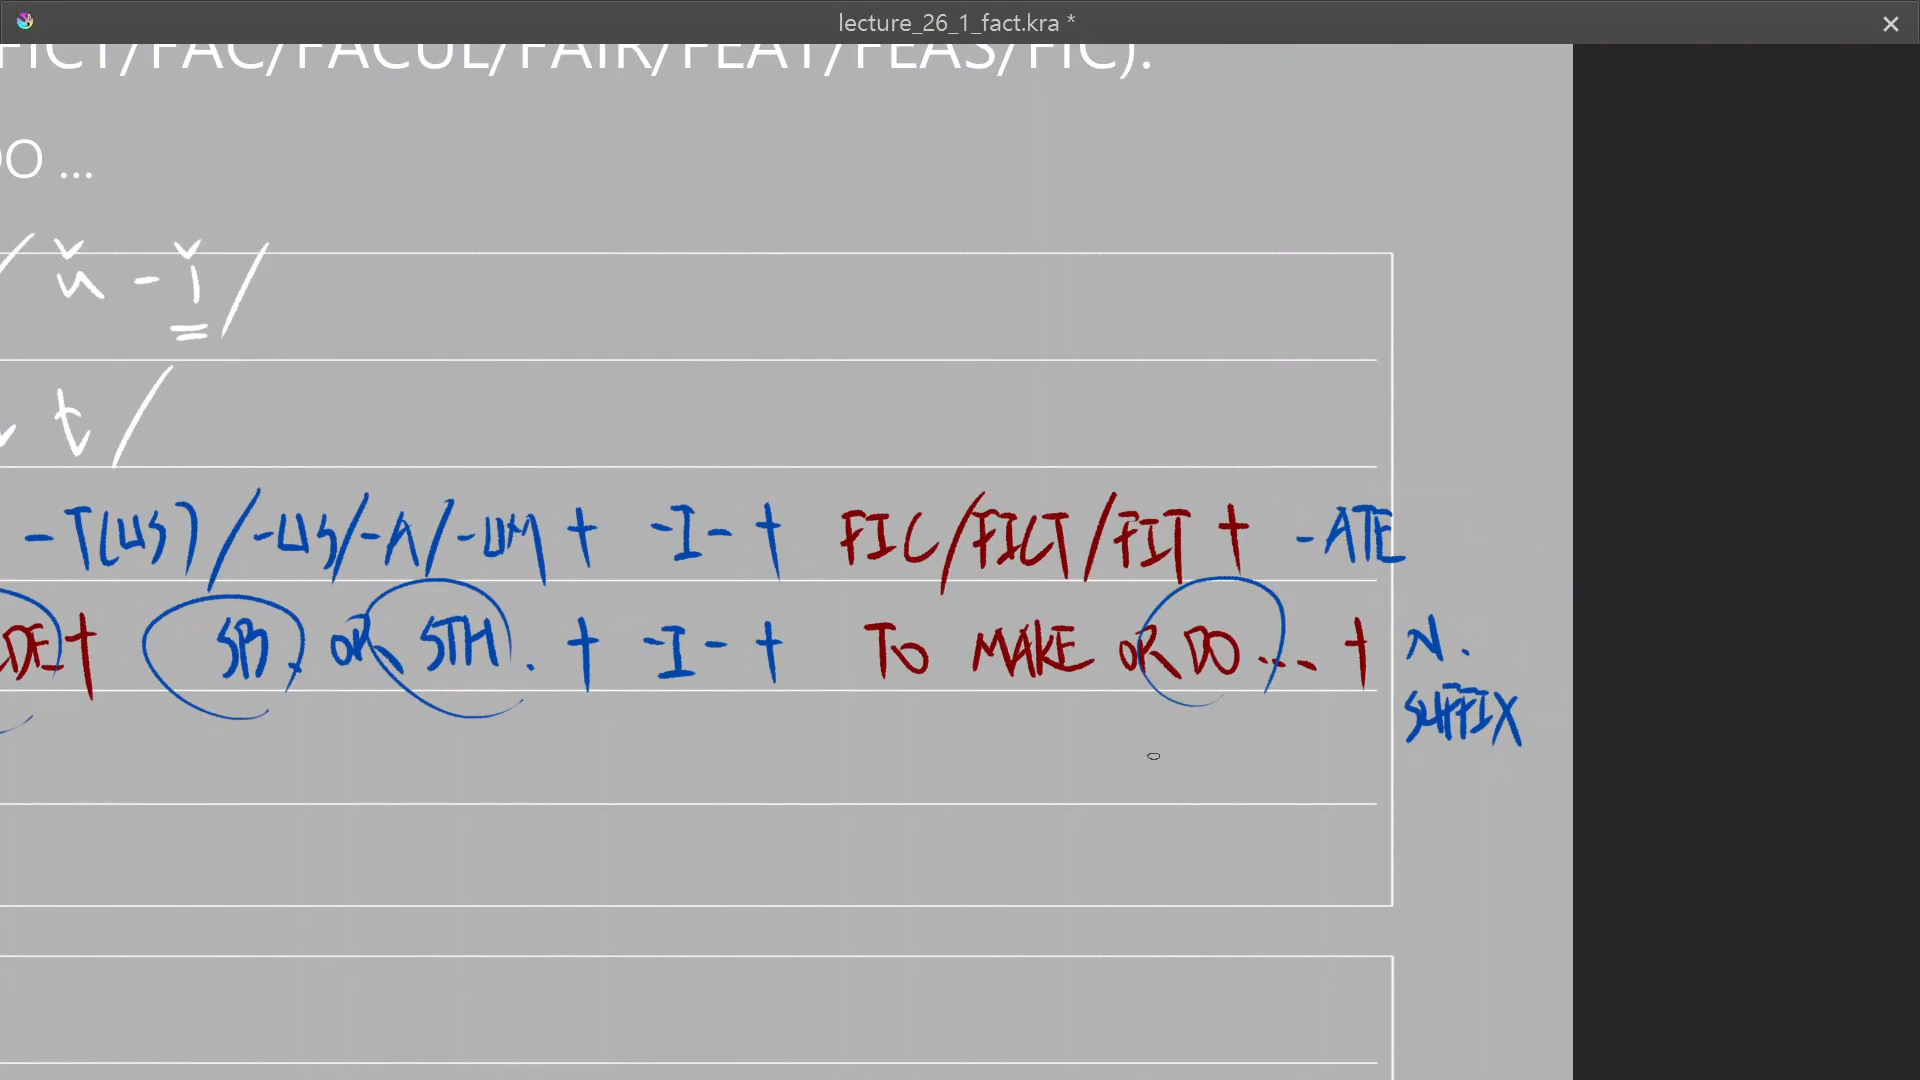 lecture_26_1_fact.kra *
FICT/FAC/FACUL/FAIR/FEAT/FEAS/FIC).
DO ...
/ ŭ - ĭ /
t /
-T(US) / -US / -A / -UM + -I- + FIC/FICT/FIT + -ATE
DE + SB. OR STH. + -I- + TO MAKE OR DO ... + N.
SUFFIX